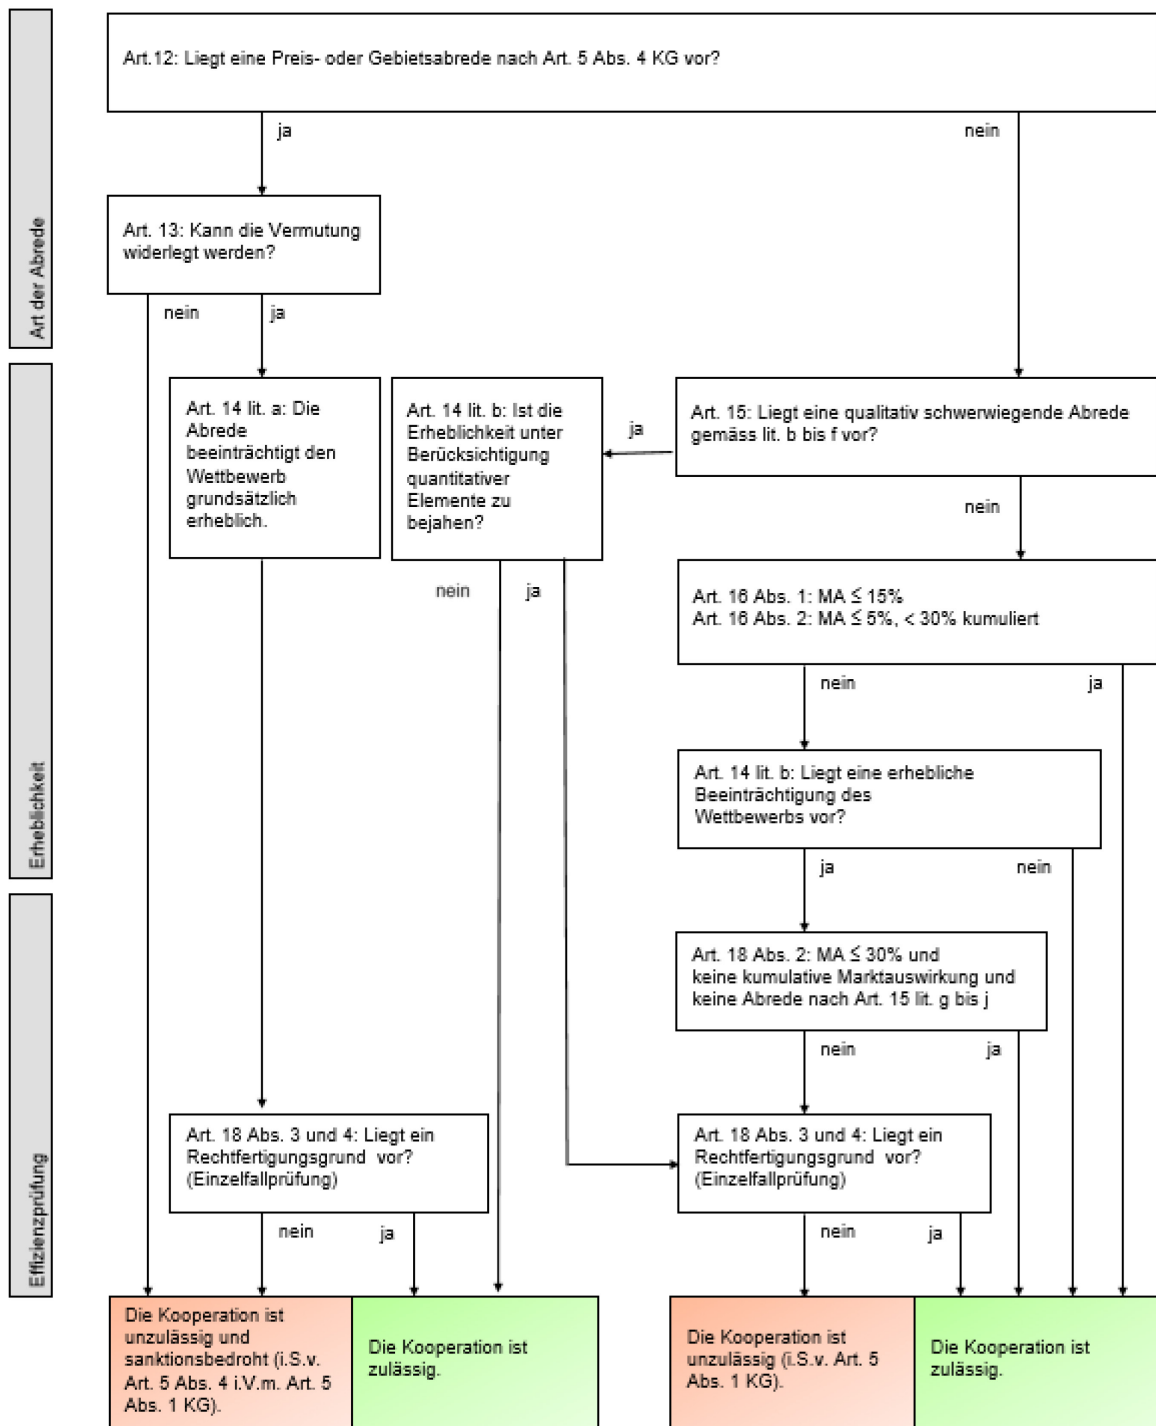 Art der Abrede
Art.12: Liegt eine Preis- oder Gebietsabrede nach Art. 5 Abs. 4 KG vor?
ja
nein
Art. 13: Kann die Vermutung
widerlegt werden?
nein
ja
Erheblichkeit
Art. 14 lit. a: Die
Abrede
beeinträchtigt den
Wettbewerb
grundsätzlich
erheblich.
Art. 14 lit. b: Ist die
Erheblichkeit unter
Berücksichtigung
quantitativer
Elemente zu
bejahen?
ja
Art. 15: Liegt eine qualitativ schwerwiegende Abrede
gemäss lit. b bis f vor?
nein
nein
ja
Art. 16 Abs. 1: MA ≤ 15%
Art. 16 Abs. 2: MA ≤ 5%, < 30% kumuliert
nein
ja
Art. 14 lit. b: Liegt eine erhebliche
Beeinträchtigung des
Wettbewerbs vor?
ja
nein
Effizienzprüfung
Art. 18 Abs. 2: MA ≤ 30% und
keine kumulative Marktauswirkung und
keine Abrede nach Art. 15 lit. g bis j
nein
ja
Art. 18 Abs. 3 und 4: Liegt ein
Rechtfertigungsgrund vor?
(Einzelfallprüfung)
nein
ja
Art. 18 Abs. 3 und 4: Liegt ein
Rechtfertigungsgrund vor?
(Einzelfallprüfung)
nein
ja
Die Kooperation ist
unzulässig und
sanktionsbedroht (i.S.v.
Art. 5 Abs. 4 i.V.m. Art. 5
Abs. 1 KG).
Die Kooperation ist
zulässig.
Die Kooperation ist
unzulässig (i.S.v. Art. 5
Abs. 1 KG).
Die Kooperation ist
zulässig.